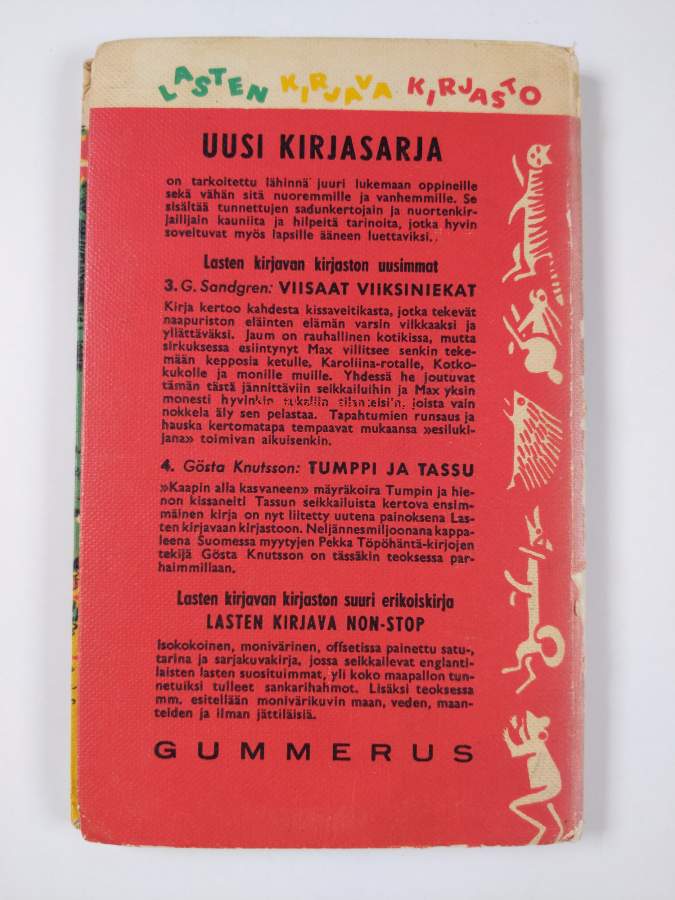 LASTEN KIRJAVA KIRJASTO
UUSI KIRJASARJA
on tarkoitettu lähinnä juuri lukemaan oppineille
sekä vähän sitä nuoremmille ja vanhemmille. Se
sisältää tunnettujen sadunkertojain ja nuortenkir-
jailijain kauniita ja hilpeitä tarinoita, jotka hyvin
soveltuvat myös lapsille ääneen luettaviksi.
Lasten kirjavan kirjaston uusimmat
3. G. Sandgren: VIISAAT VIIKSINIEKAT
Kirja kertoo kahdesta kissaveitikasta, jotka tekevät
naapuriston eläinten elämän varsin vilkkaaksi ja
yllättäväksi. Jaum on rauhallinen kotikissa, mutta
sirkuksessa esiintynyt Max villitsee senkin teke-
mään kepposia ketulle, Karoliina-rotalle, Kotko-
kukolle ja monille muille. Yhdessä he joutuvat
tämän tästä jännittäviin seikkailuihin ja Max yksin
monesti hyvinkin tukaliin tilanteisiin, joista vain
nokkela äly sen pelastaa. Tapahtumien runsaus ja
hauska kertomatapa tempaavat mukaansa »esiluki-
jana» toimivan aikuisenkin.
4. Gösta Knutsson: TUMPPI JA TASSU
»Kaapin alla kasvaneen» mäyräkoira Tumpin ja hie-
non kissaneiti Tassun seikkailuista kertova ensim-
mäinen kirja on nyt liitetty uutena painoksena Las-
ten kirjavaan kirjastoon. Neljännesmiljoonana kappa-
leena Suomessa myytyjen Pekka Töpöhäntä-kirjojen
tekijä Gösta Knutsson on tässäkin teoksessa par-
haimmillaan.
Lasten kirjavan kirjaston suuri erikoiskirja
LASTEN KIRJAVA NON-STOP
Isokokoinen, monivärinen, offsetissa painettu satu-,
tarina ja sarjakuvakirja, jossa seikkailevat englanti-
laisten lasten suosituimmat, yli koko maapallon tun-
netuiksi tulleet sankarihahmot. Lisäksi teoksessa
mm. esitellään monivärikuvin maan, veden, maan-
teiden ja ilman jättiläisiä.
GUMMERUS